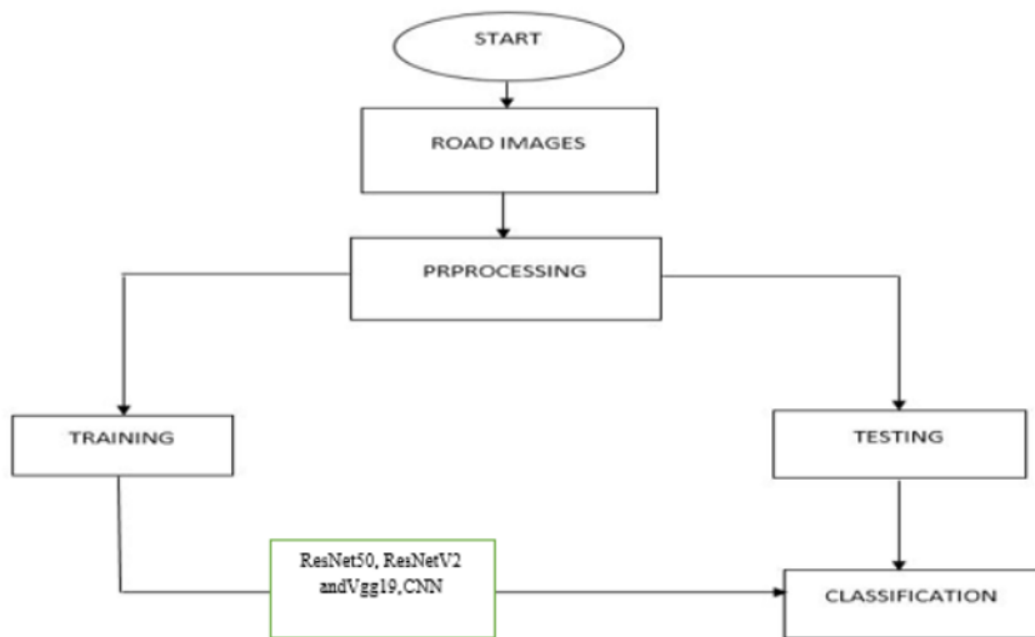 START
ROAD IMAGES
PRPROCESSING
TRAINING
TESTING
ResNet50, ResNetV2
andVgg19,CNN
CLASSIFICATION